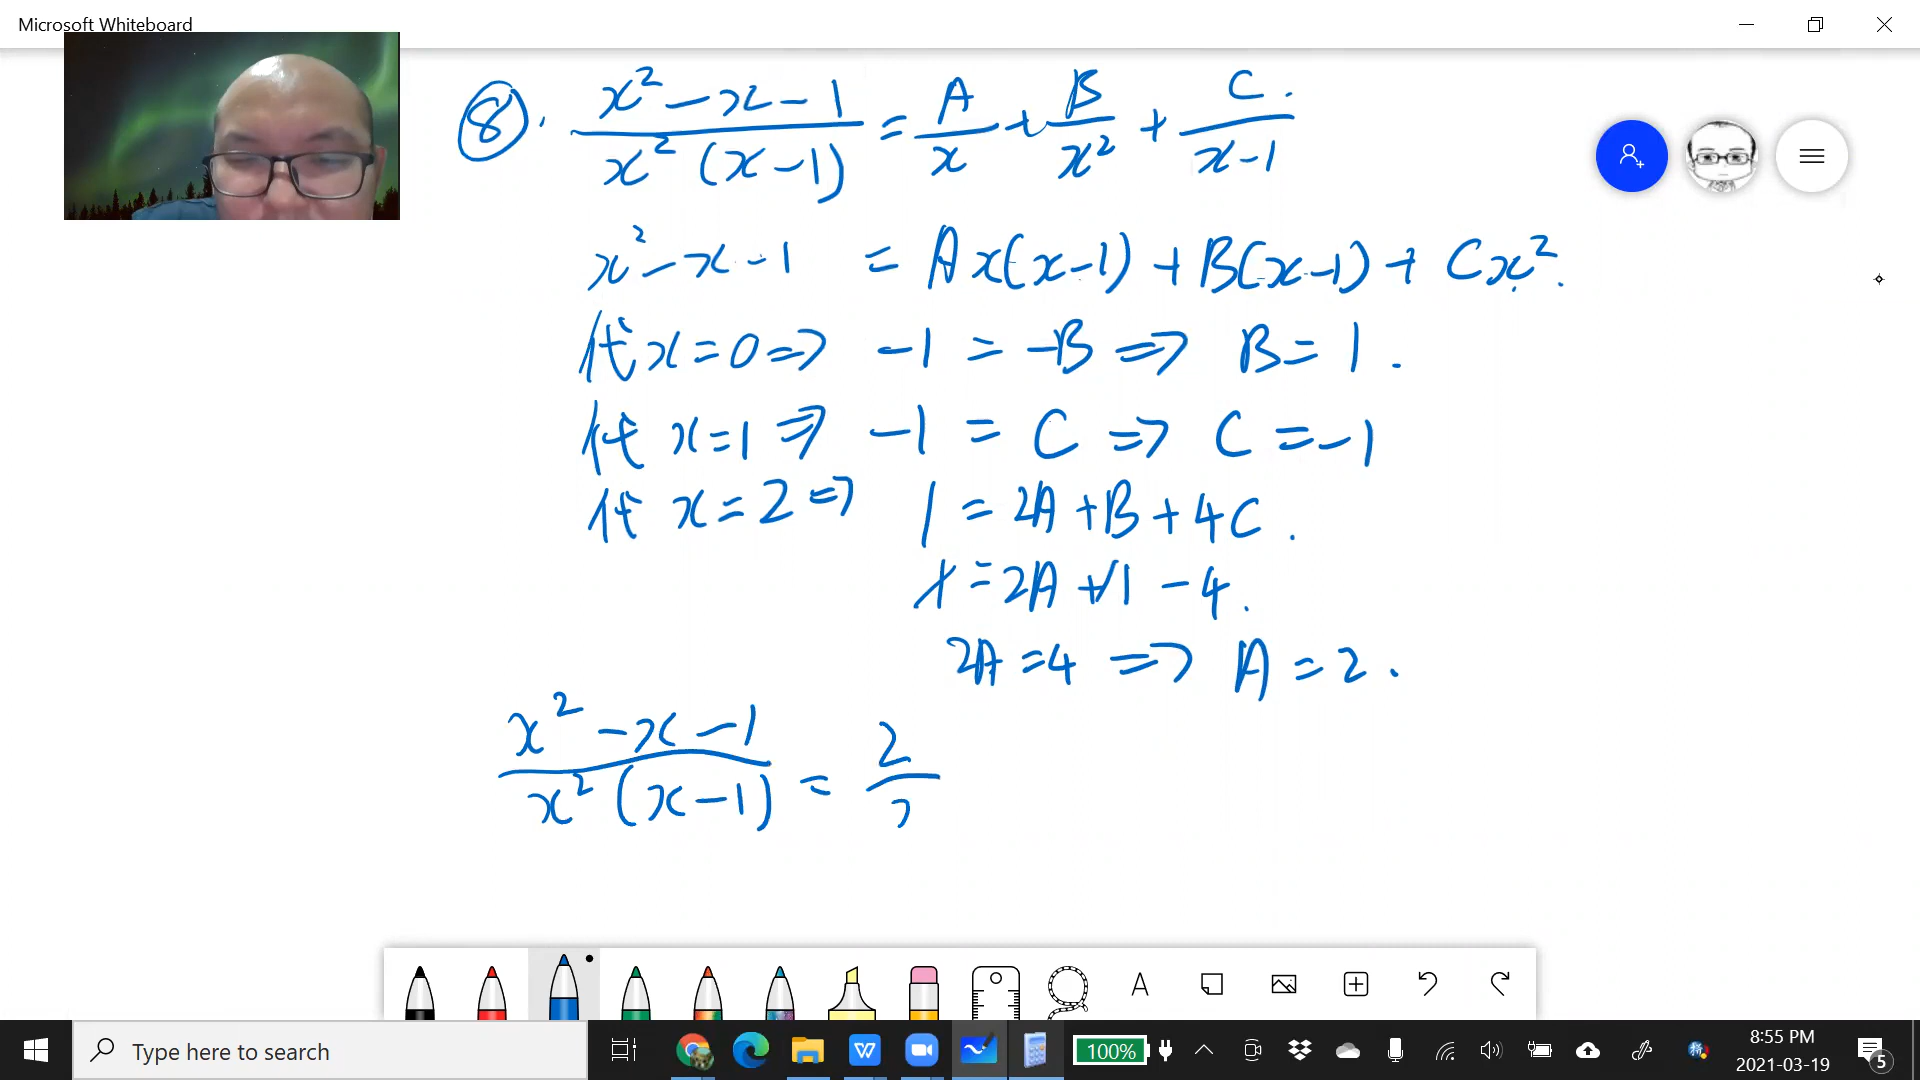 Microsoft Whiteboard
⑧. x² - x - 1 / x² (x - 1) = A / x + B / x² + C / x - 1
x² - x - 1 = Ax(x-1) + B(x-1) + Cx².
代 x = 0 ⇒ -1 = -B ⇒ B = 1.
代 x = 1 ⇒ -1 = C ⇒ C = -1
代 x = 2 ⇒ 1 = 2A + B + 4C.
1 = 2A + 1 - 4.
2A = 4 ⇒ A = 2.
x² - x - 1 / x² (x - 1) = 2 /
A
Type here to search
100%
8:55 PM
2021-03-19
5